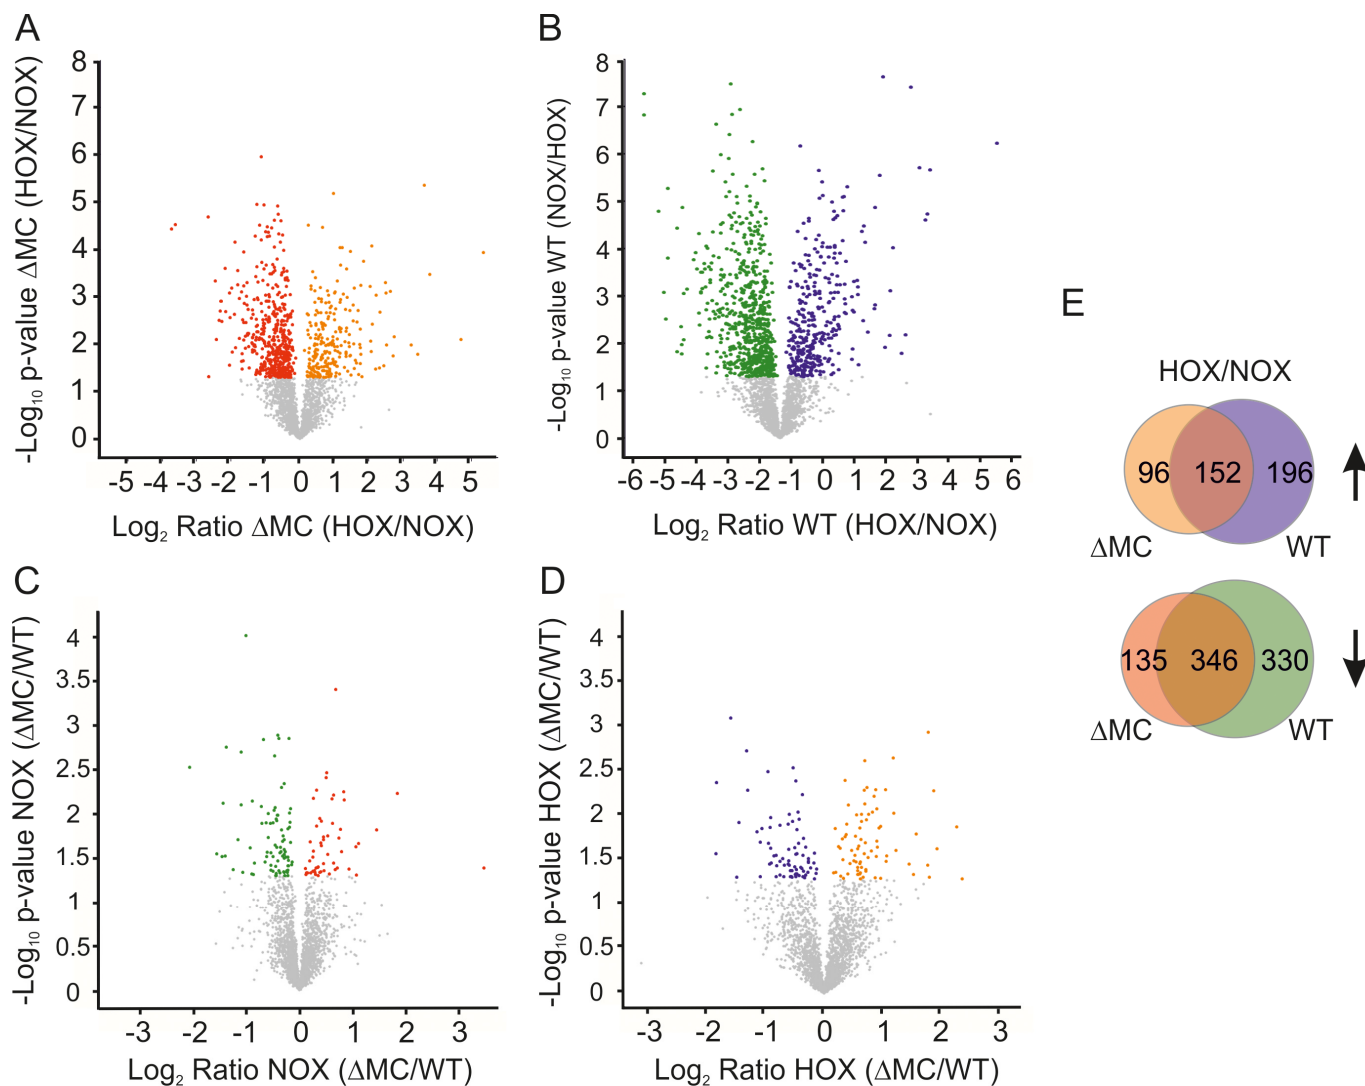 A
-Log10 p-value ΔMC (HOX/NOX)
8
7
6
5
4
3
2
1
0
-5 -4 -3 -2 -1 0 1 2 3 4 5
Log2 Ratio ΔMC (HOX/NOX)
B
-Log10 p-value WT (NOX/HOX)
8
7
6
5
4
3
2
1
0
-6 -5 -4 -3 -2 -1 0 1 2 3 4 5 6
Log2 Ratio WT (HOX/NOX)
C
-Log10 p-value NOX (ΔMC/WT)
4
3.5
3
2.5
2
1.5
1
0.5
0
-3 -2 -1 0 1 2 3
Log2 Ratio NOX (ΔMC/WT)
D
-Log10 p-value HOX (ΔMC/WT)
4
3.5
3
2.5
2
1.5
1
0.5
0
-3 -2 -1 0 1 2 3
Log2 Ratio HOX (ΔMC/WT)
E
HOX/NOX
96 152 196
ΔMC WT
135 346 330
ΔMC WT